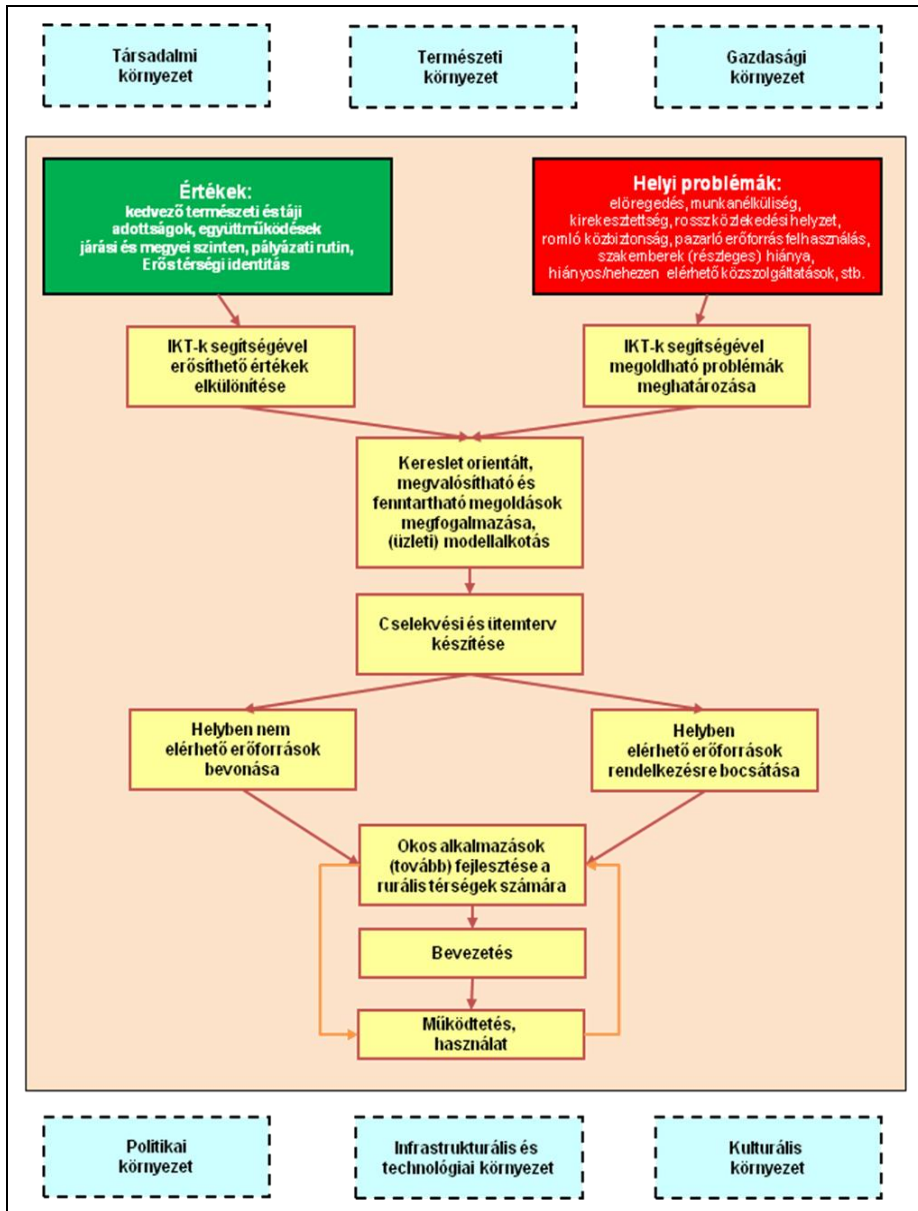 Társadalmi
környezet
Természeti
környezet
Gazdasági
környezet
Értékek:
kedvező természeti és táji
adottságok, együttműködések
járási és megyei szinten, pályázati rutin,
Erős térségi identitás
Helyi problémák:
elöregedés, munkanélküliség,
kirekesztettség, rossz közlekedési helyzet,
romló közbiztonság, pazarló erőforrás felhasználás,
szakemberek (részleges) hiánya,
hiányos/nehezen elérhető közszolgáltatások, stb.
IKT-k segítségével
erősíthető értékek
elkülönítése
IKT-k segítségével
megoldható problémák
meghatározása
Kereslet orientált,
megvalósítható és
fenntartható megoldások
megfogalmazása,
(üzleti) modellalkotás
Cselekvési és ütemterv
készítése
Helyben nem
elérhető erőforrások
bevonása
Helyben
elérhető erőforrások
rendelkezésre bocsátása
Okos alkalmazások
(tovább) fejlesztése a
rurális térségek számára
Bevezetés
Működtetés,
használat
Politikai
környezet
Infrastrukturális és
technológiai környezet
Kulturális
környezet